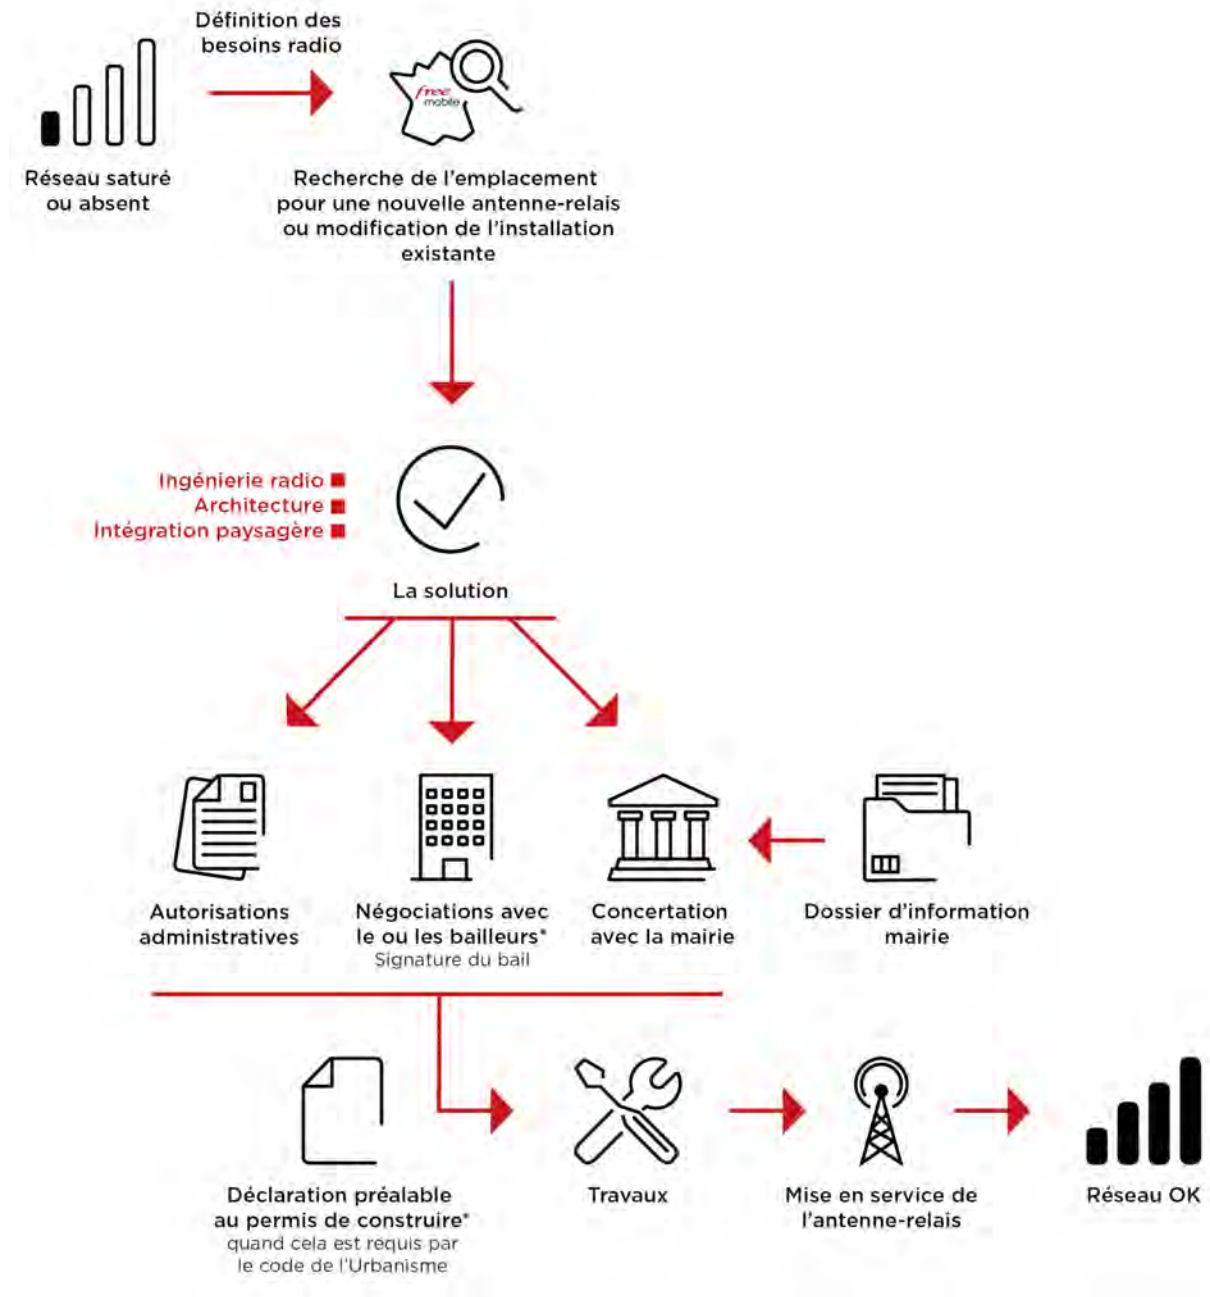 Définition des
besoins radio
free
mobile
Réseau saturé
ou absent
Recherche de l'emplacement
pour une nouvelle antenne-relais
ou modification de l'installation
existante
Ingénierie radio
Architecture
Intégration paysagère
La solution
Autorisations
administratives
Négociations avec
le ou les bailleurs*
Signature du bail
Concertation
avec la mairie
Dossier d'information
mairie
Déclaration préalable
au permis de construire*
quand cela est requis par
le code de l'Urbanisme
Travaux
Mise en service de
l'antenne-relais
Réseau OK